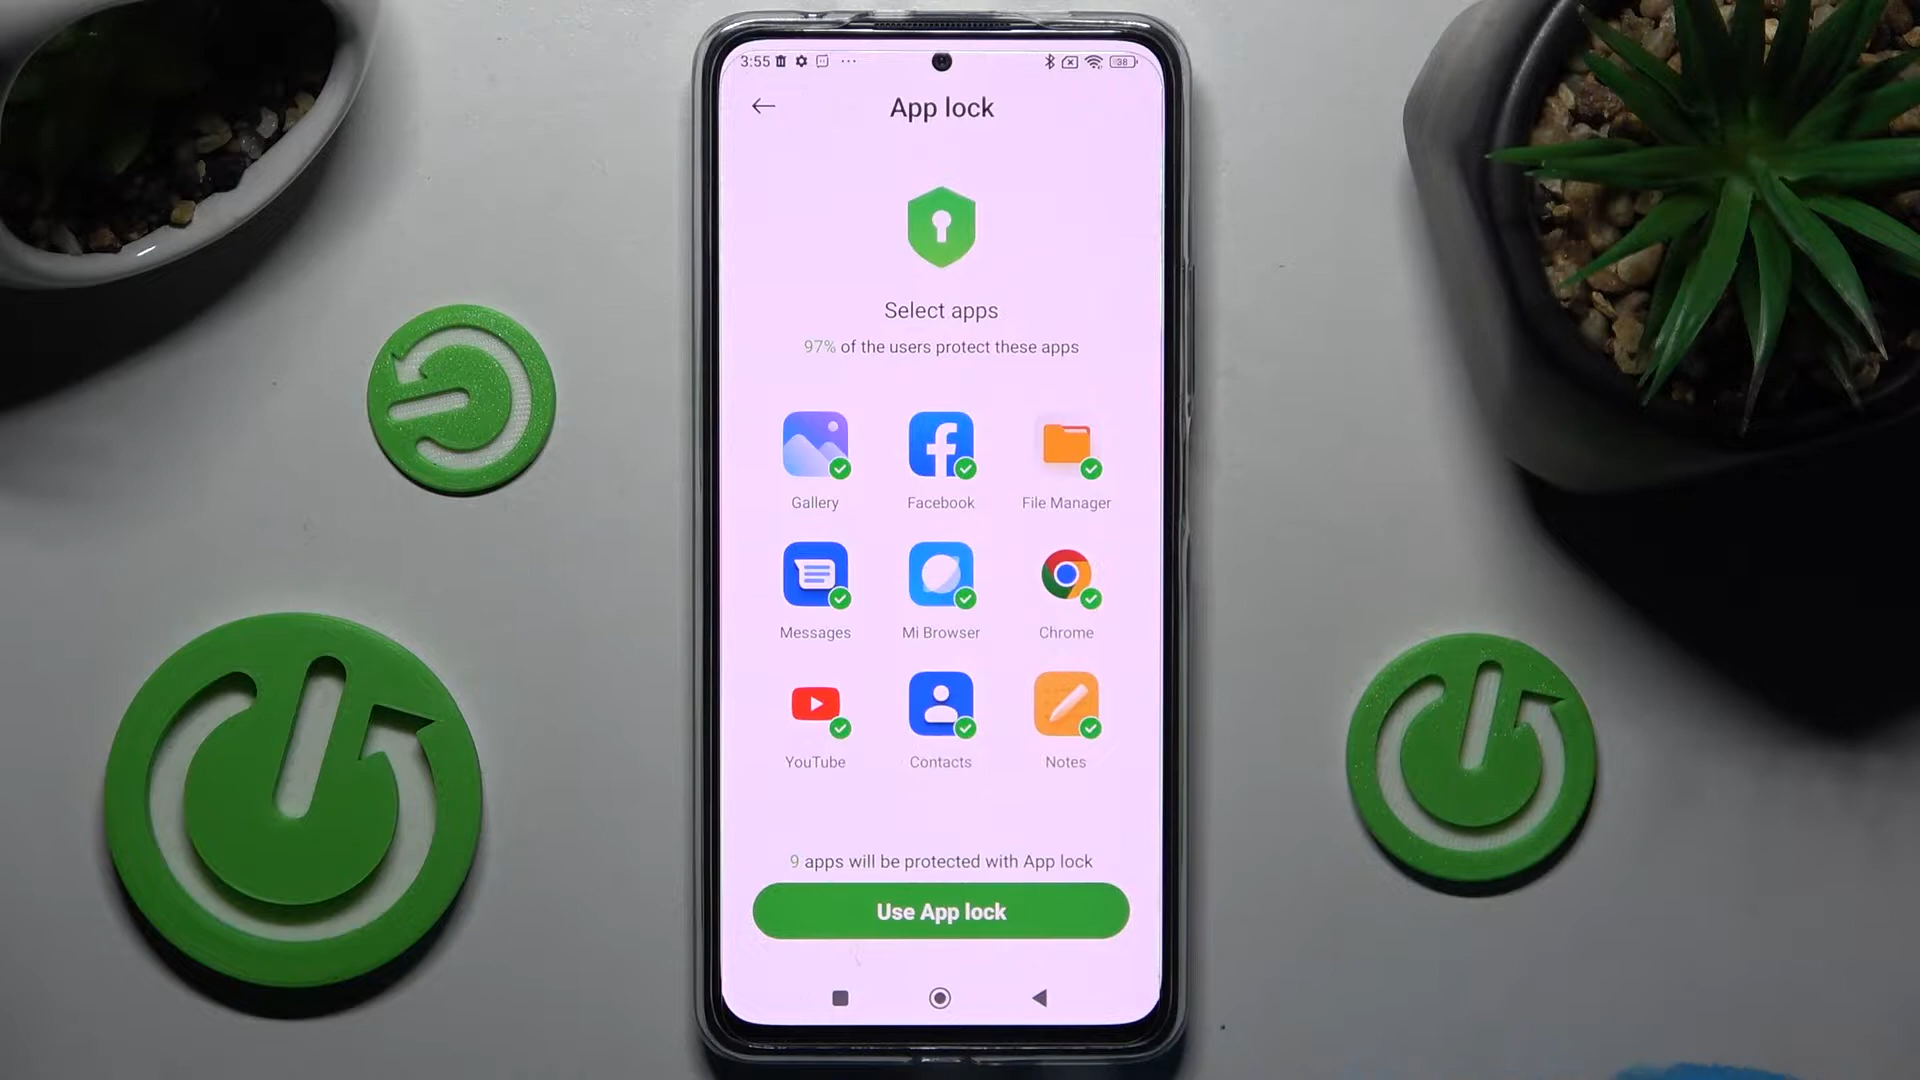 3:55
38
App lock
Select apps
97% of the users protect these apps
Gallery
Facebook
File Manager
Messages
Mi Browser
Chrome
YouTube
Contacts
Notes
9 apps will be protected with App lock
Use App lock